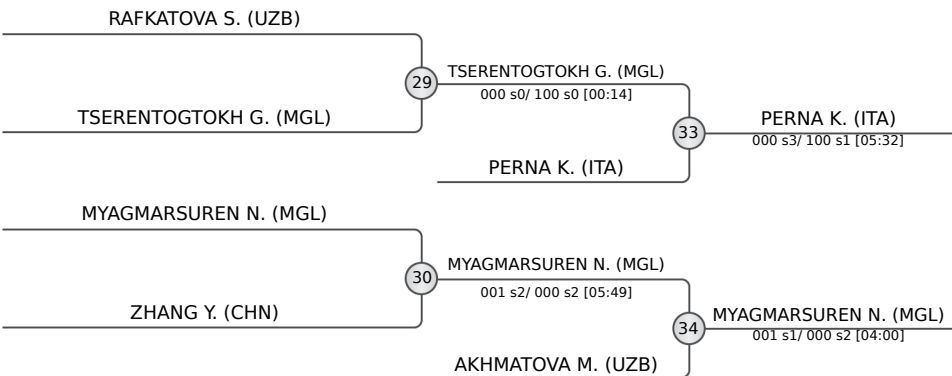 RAFKATOVA S. (UZB)
29
TSERENTOGTOKH G. (MGL)
000 s0/ 100 s0 [00:14]
TSERENTOGTOKH G. (MGL)
33
PERNA K. (ITA)
000 s3/ 100 s1 [05:32]
PERNA K. (ITA)
MYAGMARSUREN N. (MGL)
30
MYAGMARSUREN N. (MGL)
001 s2/ 000 s2 [05:49]
ZHANG Y. (CHN)
34
MYAGMARSUREN N. (MGL)
001 s1/ 000 s2 [04:00]
AKHMATOVA M. (UZB)